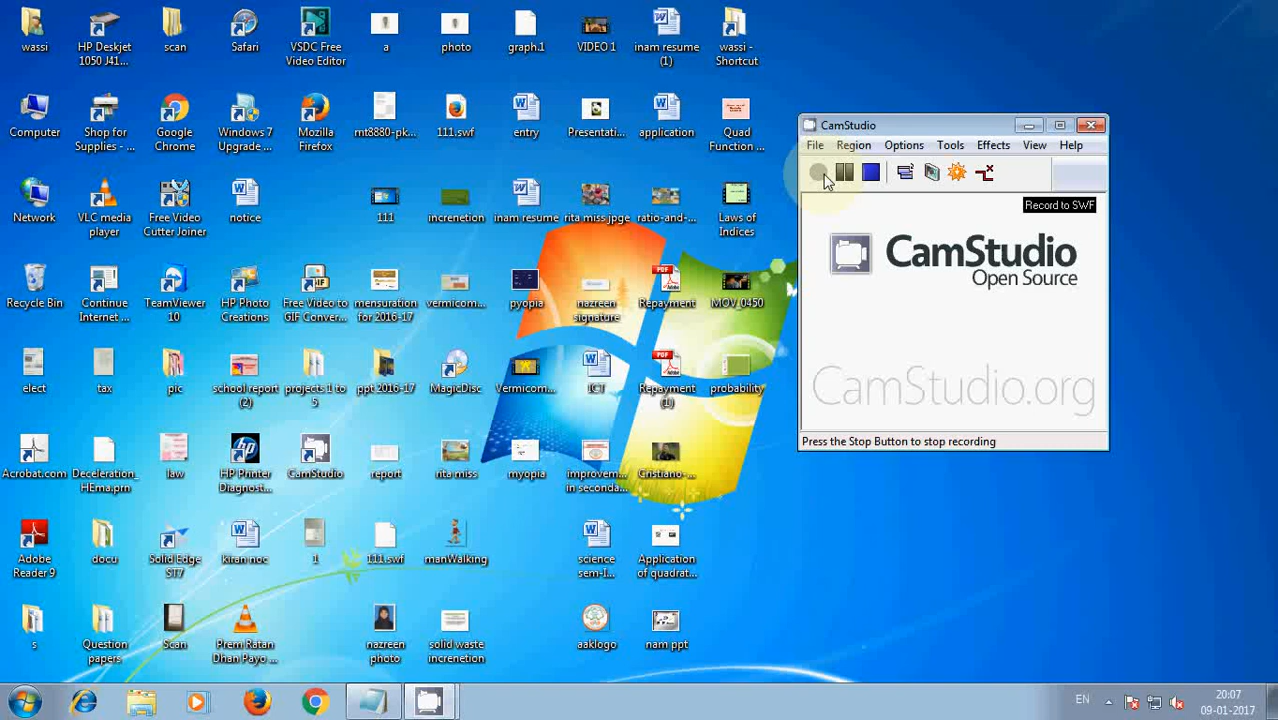 wassi
HP Deskjet
1050 J41...
scan
Safari
VSDC Free
Video Editor
a
photo
graph.1
VIDEO 1
inam resume
(1)
wassi -
Shortcut
Computer
Shop for
Supplies - ...
Google
Chrome
Windows 7
Upgrade ...
Mozilla
Firefox
mt8880-pk...
111.swf
entry
Presentati...
application
Quad
Function ...
Network
VLC media
player
Free Video
Cutter Joiner
notice
111
increnetion
inam resume
rita miss.jpge
ratio-and-...
Laws of
Indices
Recycle Bin
Continue
Internet ...
TeamViewer
10
HP Photo
Creations
Free Video to
GIF Conver...
mensuration
for 2016-17
vermicom...
pyopia
nazreen
signature
Repayment
MOV_0450
elect
tax
pic
school report
(2)
projects 1 to
5
ppt 2016-17
MagicDisc
Vermicom...
ICT
Repayment
(1)
probability
Acrobat.com
Deceleration_
HEma.prn
law
HP Printer
Diagnost...
CamStudio
report
rita miss
myopia
improvem...
in seconda...
Cristiano-...
Adobe
Reader 9
docu
Solid Edge
ST7
kiran noc
1
111.swf
manWalking
science
sem-I...
Application
of quadrat...
s
Question
papers
Scan
Prem Ratan
Dhan Payo ...
nazreen
photo
solid waste
increnetion
aaklogo
nam ppt
CamStudio
File Region Options Tools Effects View Help
Record to SWF
CamStudio
Open Source
CamStudio.org
Press the Stop Button to stop recording
EN
20:07
09-01-2017